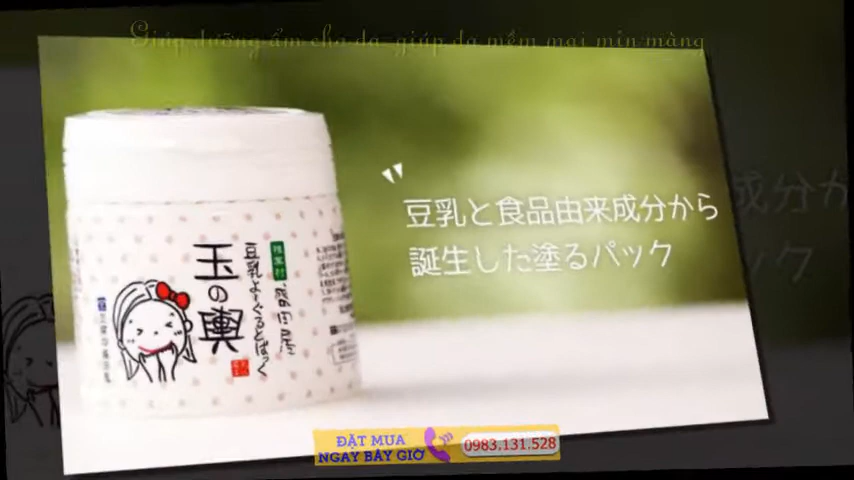 Giúp dưỡng ẩm cho da-giúp da mềm mại mịn màng
豆乳と食品由来成分から
誕生した塗るパック
玉の輿
豆乳よーぐるとぱっく
ĐẶT MUA
NGAY BÂY GIỜ
0983.131.528